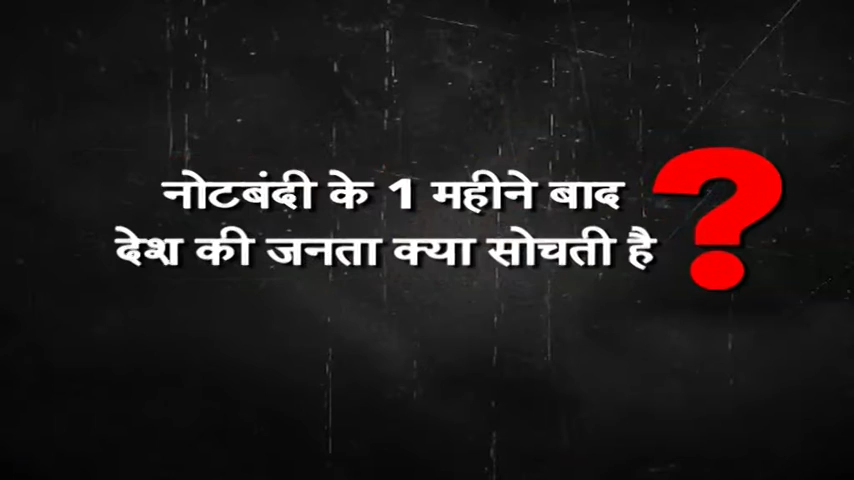 नोटबंदी के 1 महीने बाद
देश की जनता क्या सोचती है ?